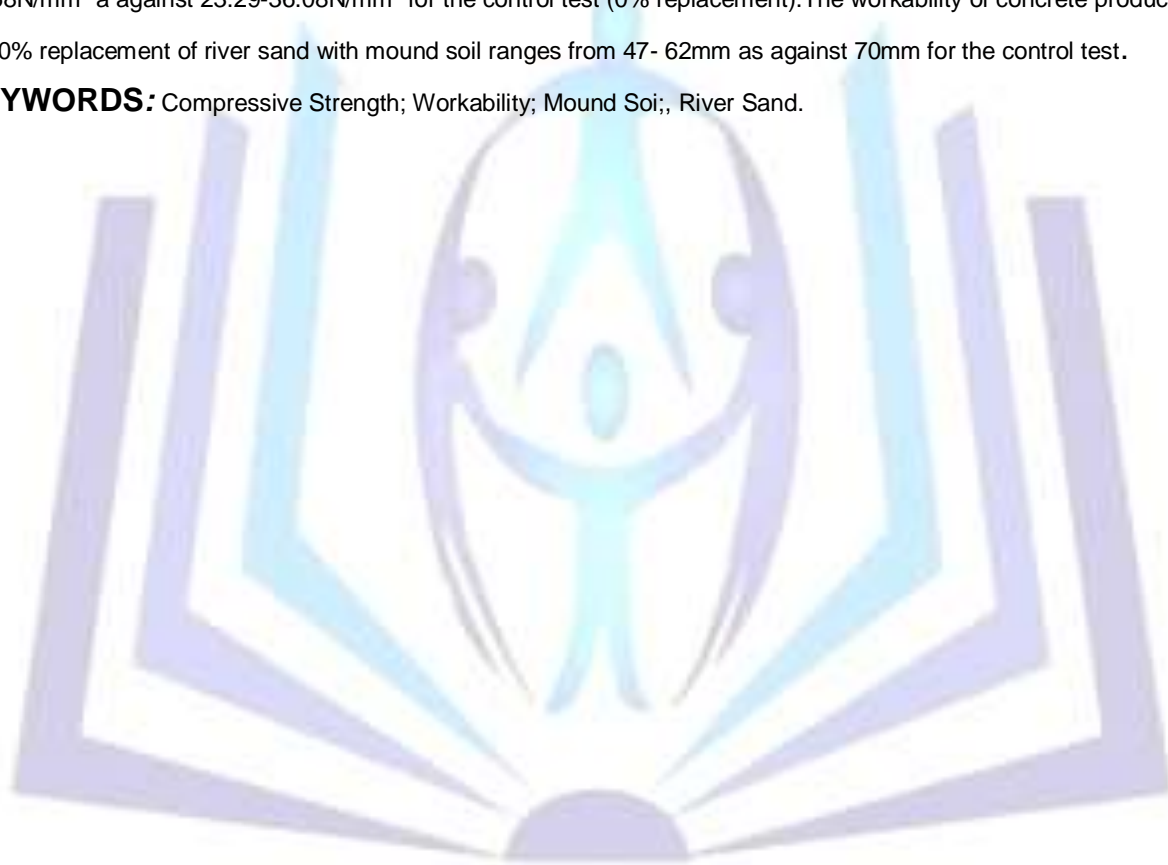 a against 23.29-36.08N/mm² for the control test (0% replacement).The workability of concrete produc
0% replacement of river sand with mound soil ranges from 47- 62mm as against 70mm for the control test.
YWORDS: Compressive Strength; Workability; Mound Soi;, River Sand.